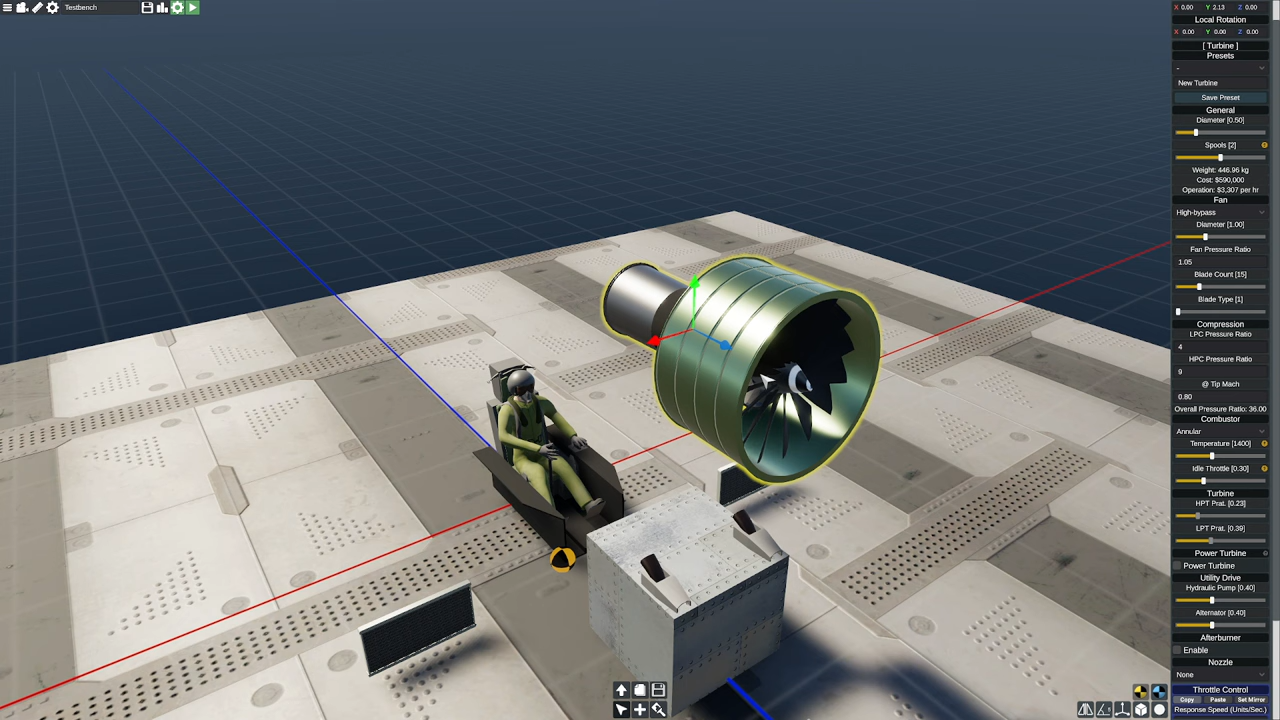 Testbench
X 0.00 Y 2.13 Z 0.00
Local Rotation
X 0.00 Y 0.00 Z 0.00
[ Turbine ]
Presets
-
New Turbine
Save Preset
General
Diameter [0.50]
Spools [2]
Weight: 446.96 kg
Cost: $590,000
Operation: $3,307 per hr
Fan
High-bypass
Diameter [1.00]
Fan Pressure Ratio
1.05
Blade Count [15]
Blade Type [1]
Compression
LPC Pressure Ratio
4
HPC Pressure Ratio
9
@ Tip Mach
0.80
Overall Pressure Ratio: 36.00
Combustor
Annular
Temperature [1400]
Idle Throttle [0.30]
Turbine
HPT Prat. [0.23]
LPT Prat. [0.39]
Power Turbine
Power Turbine
Utility Drive
Hydraulic Pump [0.40]
Alternator [0.40]
Afterburner
Enable
Nozzle
None
Throttle Control
Copy Paste Set Mirror
Response Speed (Units/Sec.)